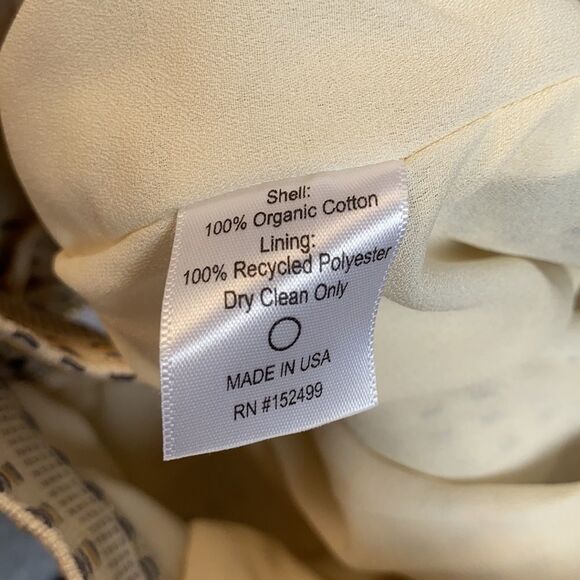 Shell:
100% Organic Cotton
Lining:
100% Recycled Polyester
Dry Clean Only
MADE IN USA
RN #152499